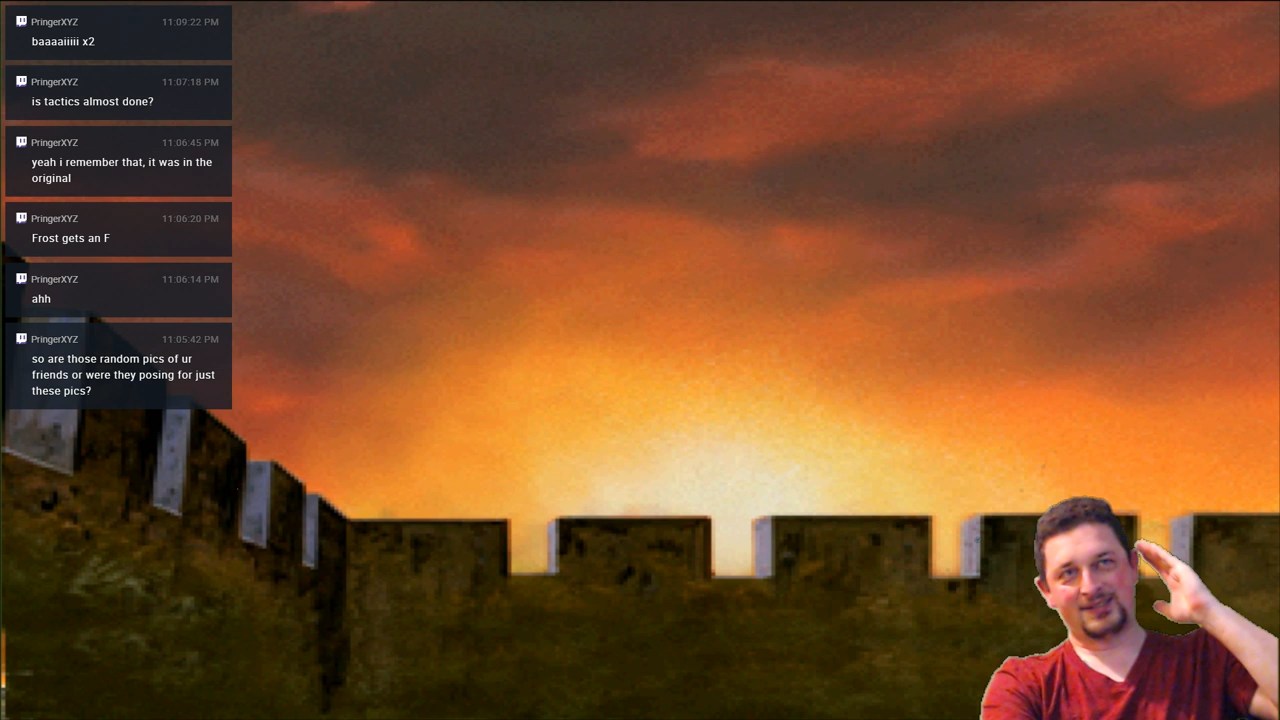 PringerXYZ 11:09:22 PM
baaaaiiiii x2
PringerXYZ 11:07:18 PM
is tactics almost done?
PringerXYZ 11:06:45 PM
yeah i remember that, it was in the
original
PringerXYZ 11:06:20 PM
Frost gets an F
PringerXYZ 11:06:14 PM
ahh
PringerXYZ 11:05:42 PM
so are those random pics of ur
friends or were they posing for just
these pics?